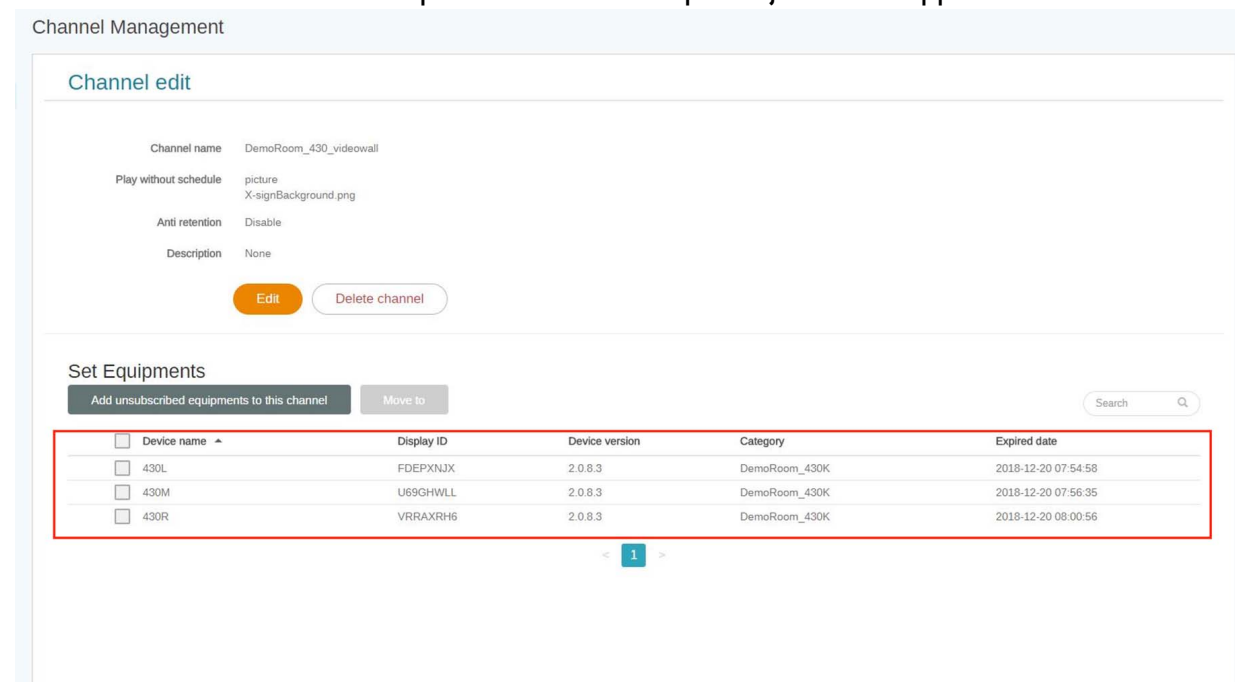 Channel Management
Channel edit
Channel name DemoRoom_430_videowall
Play without schedule picture
X-signBackground.png
Anti retention Disable
Description None
Edit Delete channel
Set Equipments
Add unsubscribed equipments to this channel Move to Search
Device name Display ID Device version Category Expired date
430L FDEPXNJX 2.0.8.3 DemoRoom_430K 2018-12-20 07:54:58
430M U69GHWLL 2.0.8.3 DemoRoom_430K 2018-12-20 07:56:35
430R VRRAXRH6 2.0.8.3 DemoRoom_430K 2018-12-20 08:00:56
< 1 >